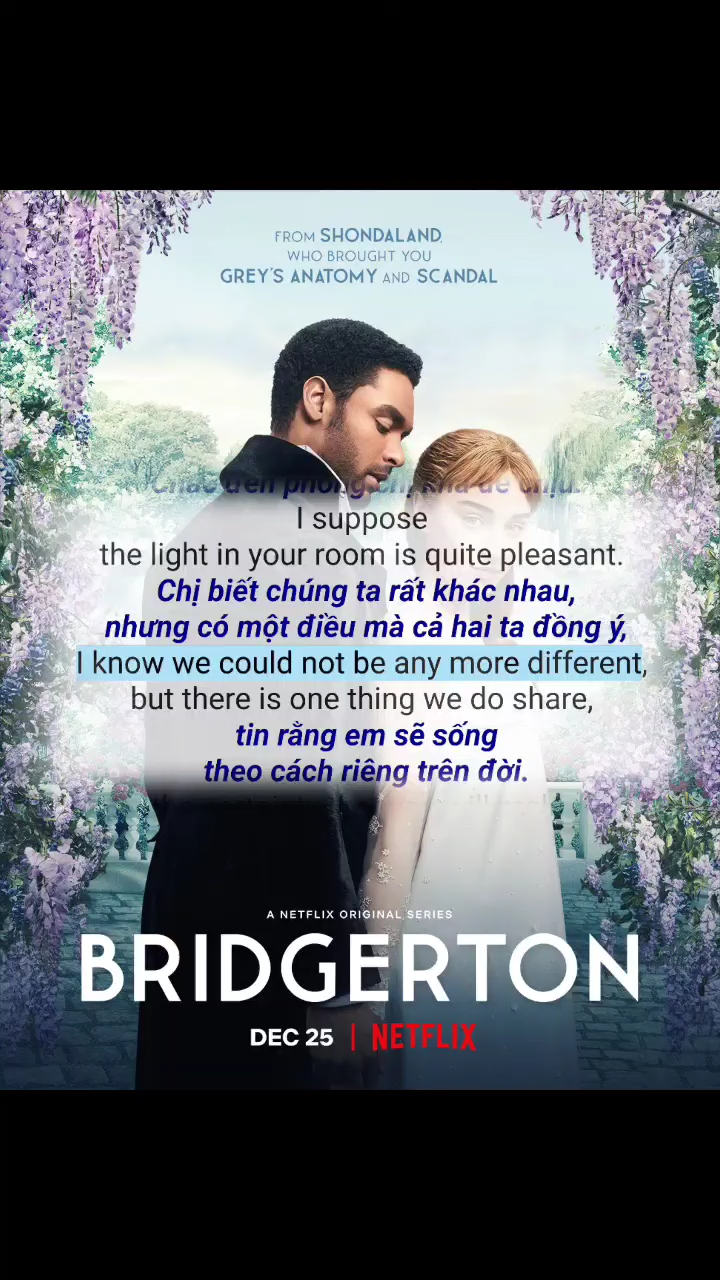 FROM SHONDALAND,
WHO BROUGHT YOU
GREY'S ANATOMY AND SCANDAL
I suppose
the light in your room is quite pleasant.
Chị biết chúng ta rất khác nhau,
nhưng có một điều mà cả hai ta đồng ý,
I know we could not be any more different,
but there is one thing we do share,
tin rằng em sẽ sống
theo cách riêng trên đời.
A NETFLIX ORIGINAL SERIES
BRIDGERTON
DEC 25 | NETFLIX